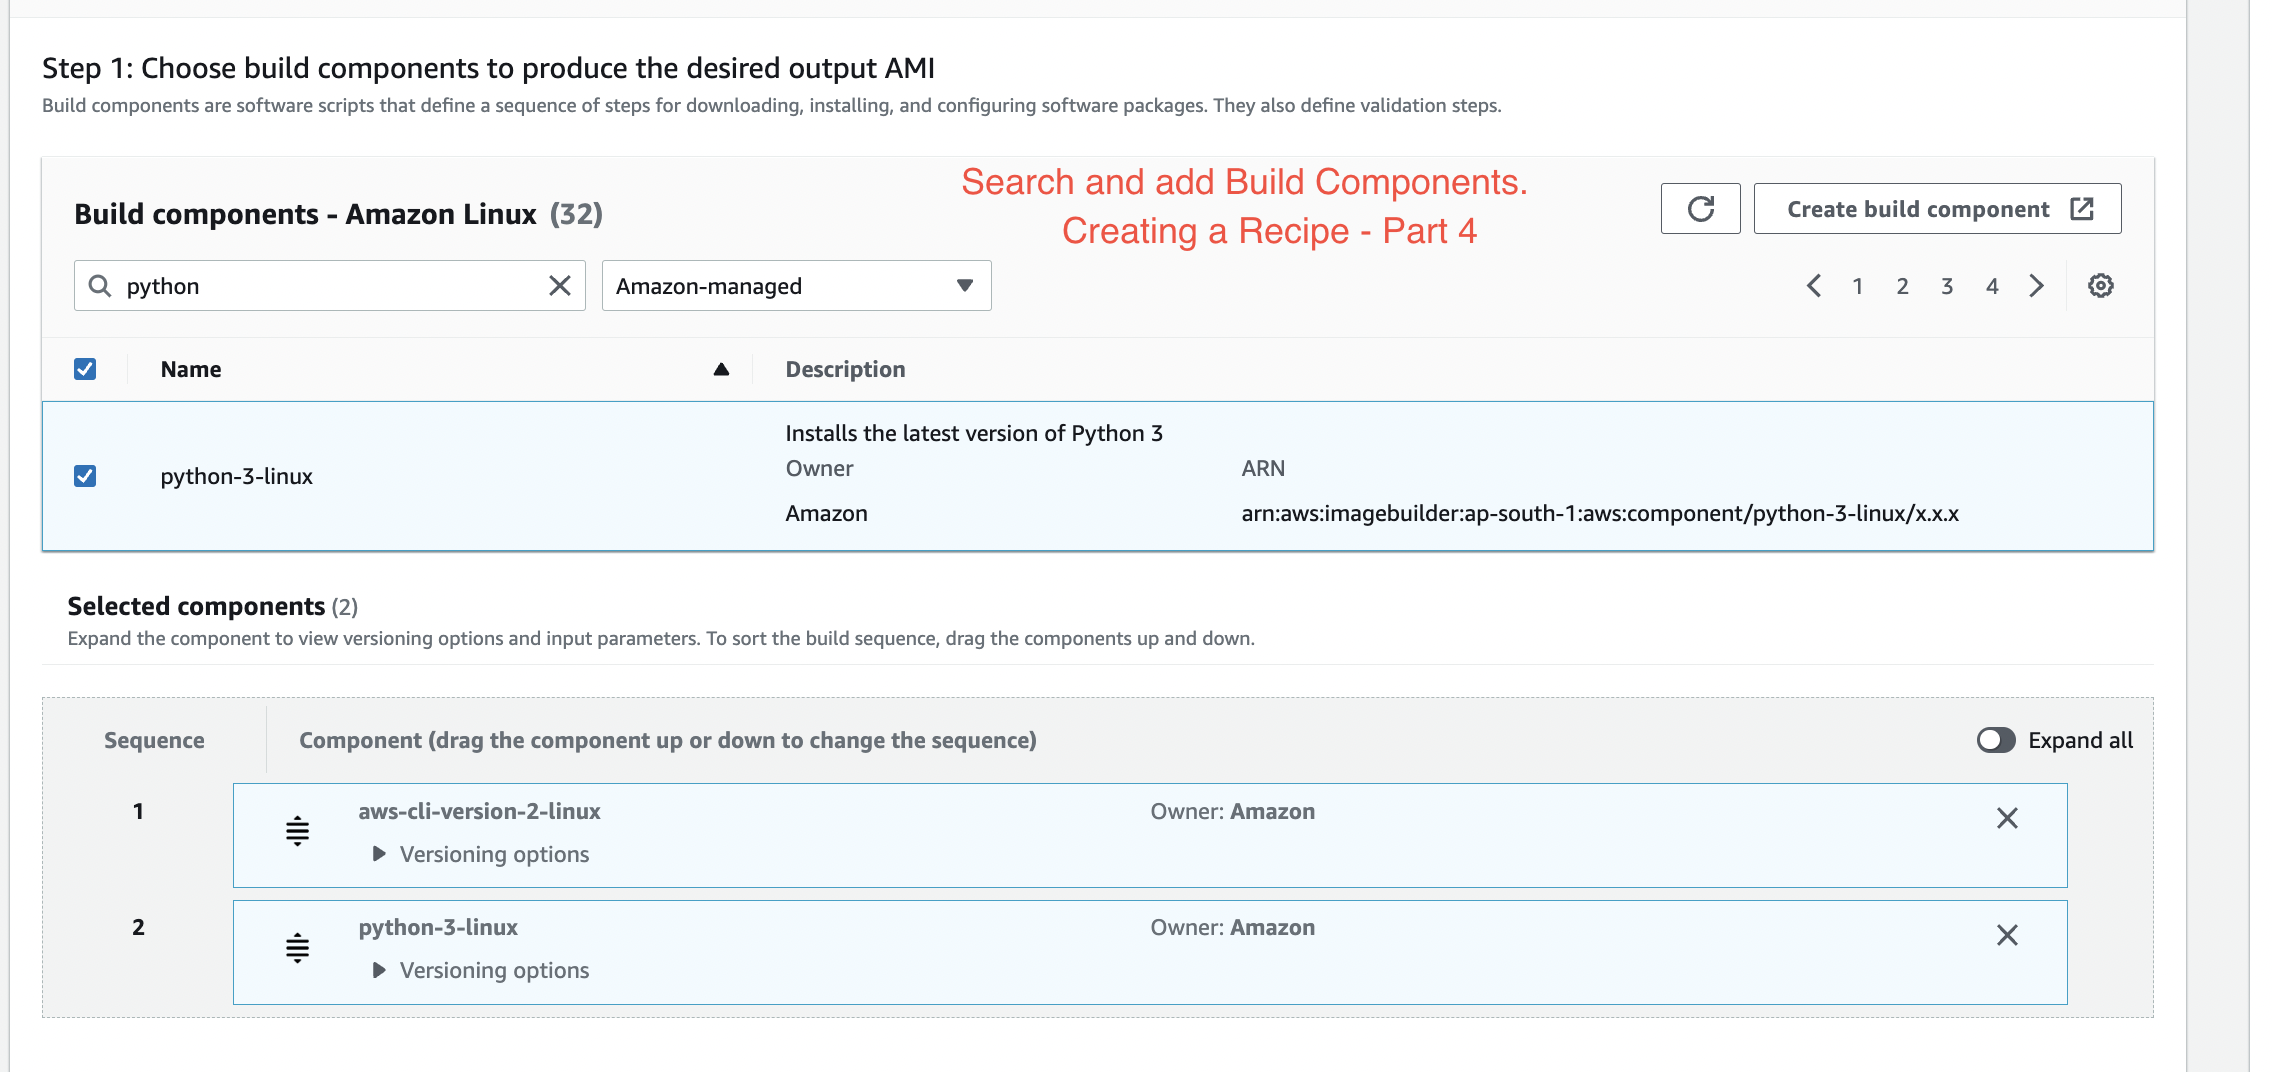 Step 1: Choose build components to produce the desired output AMI
Build components are software scripts that define a sequence of steps for downloading, installing, and configuring software packages. They also define validation steps.
Search and add Build Components.
Creating a Recipe - Part 4
Build components - Amazon Linux (32)
Create build component
python
Amazon-managed
1 2 3 4
Name Description
python-3-linux
Installs the latest version of Python 3
Owner ARN
Amazon arn:aws:imagebuilder:ap-south-1:aws:component/python-3-linux/x.x.x
Selected components (2)
Expand the component to view versioning options and input parameters. To sort the build sequence, drag the components up and down.
Sequence Component (drag the component up or down to change the sequence) Expand all
1 aws-cli-version-2-linux Owner: Amazon
Versioning options
2 python-3-linux Owner: Amazon
Versioning options